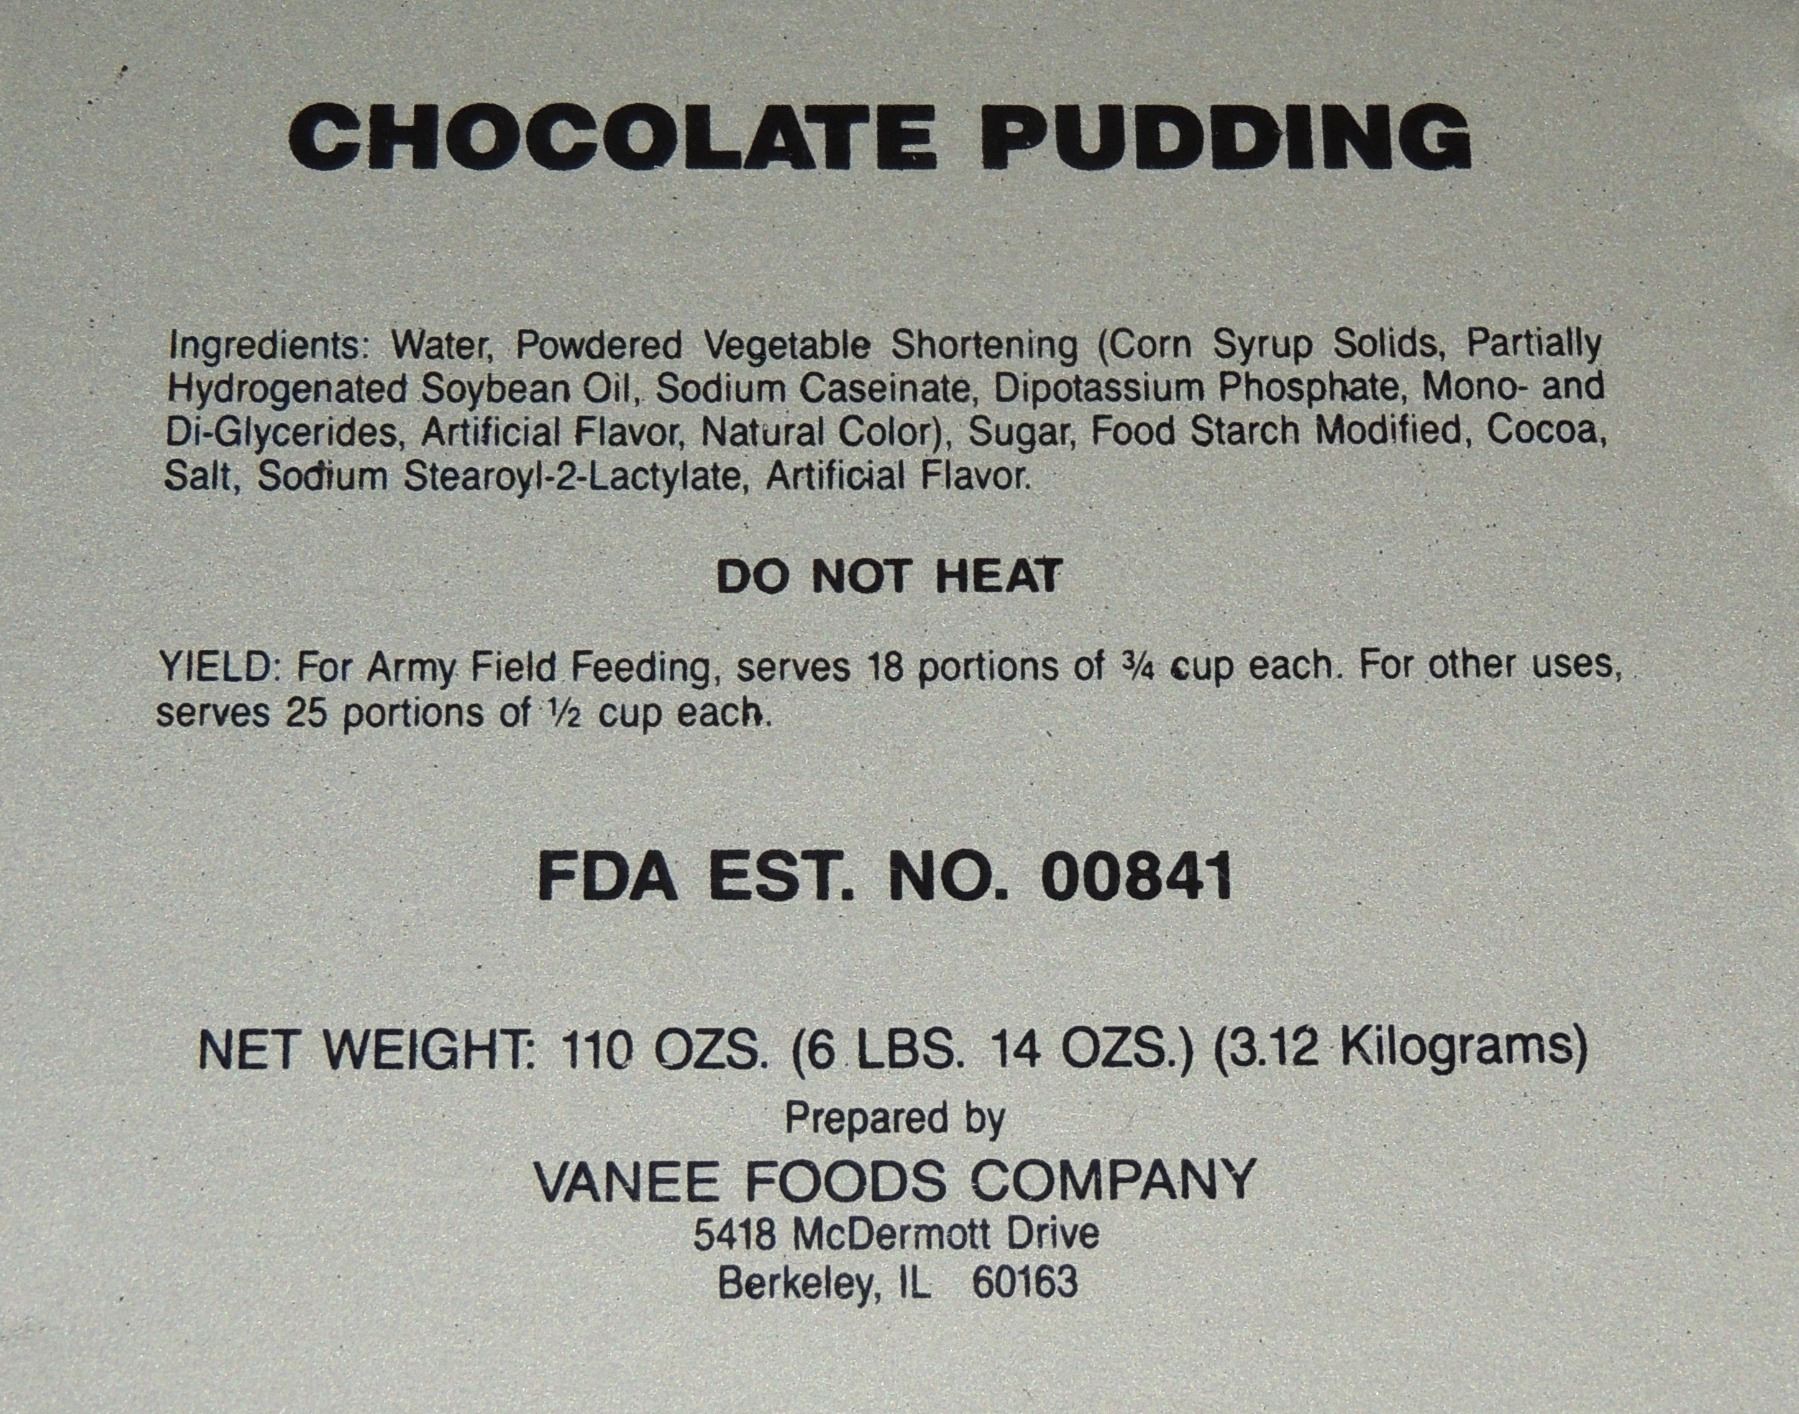 CHOCOLATE PUDDING
Ingredients: Water, Powdered Vegetable Shortening (Corn Syrup Solids, Partially
Hydrogenated Soybean Oil, Sodium Caseinate, Dipotassium Phosphate, Mono- and
Di-Glycerides, Artificial Flavor, Natural Color), Sugar, Food Starch Modified, Cocoa,
Salt, Sodium Stearoyl-2-Lactylate, Artificial Flavor.
DO NOT HEAT
YIELD: For Army Field Feeding, serves 18 portions of ¾ cup each. For other uses,
serves 25 portions of ½ cup each.
FDA EST. NO. 00841
NET WEIGHT: 110 OZS. (6 LBS. 14 OZS.) (3.12 Kilograms)
Prepared by
VANEE FOODS COMPANY
5418 McDermott Drive
Berkeley, IL 60163